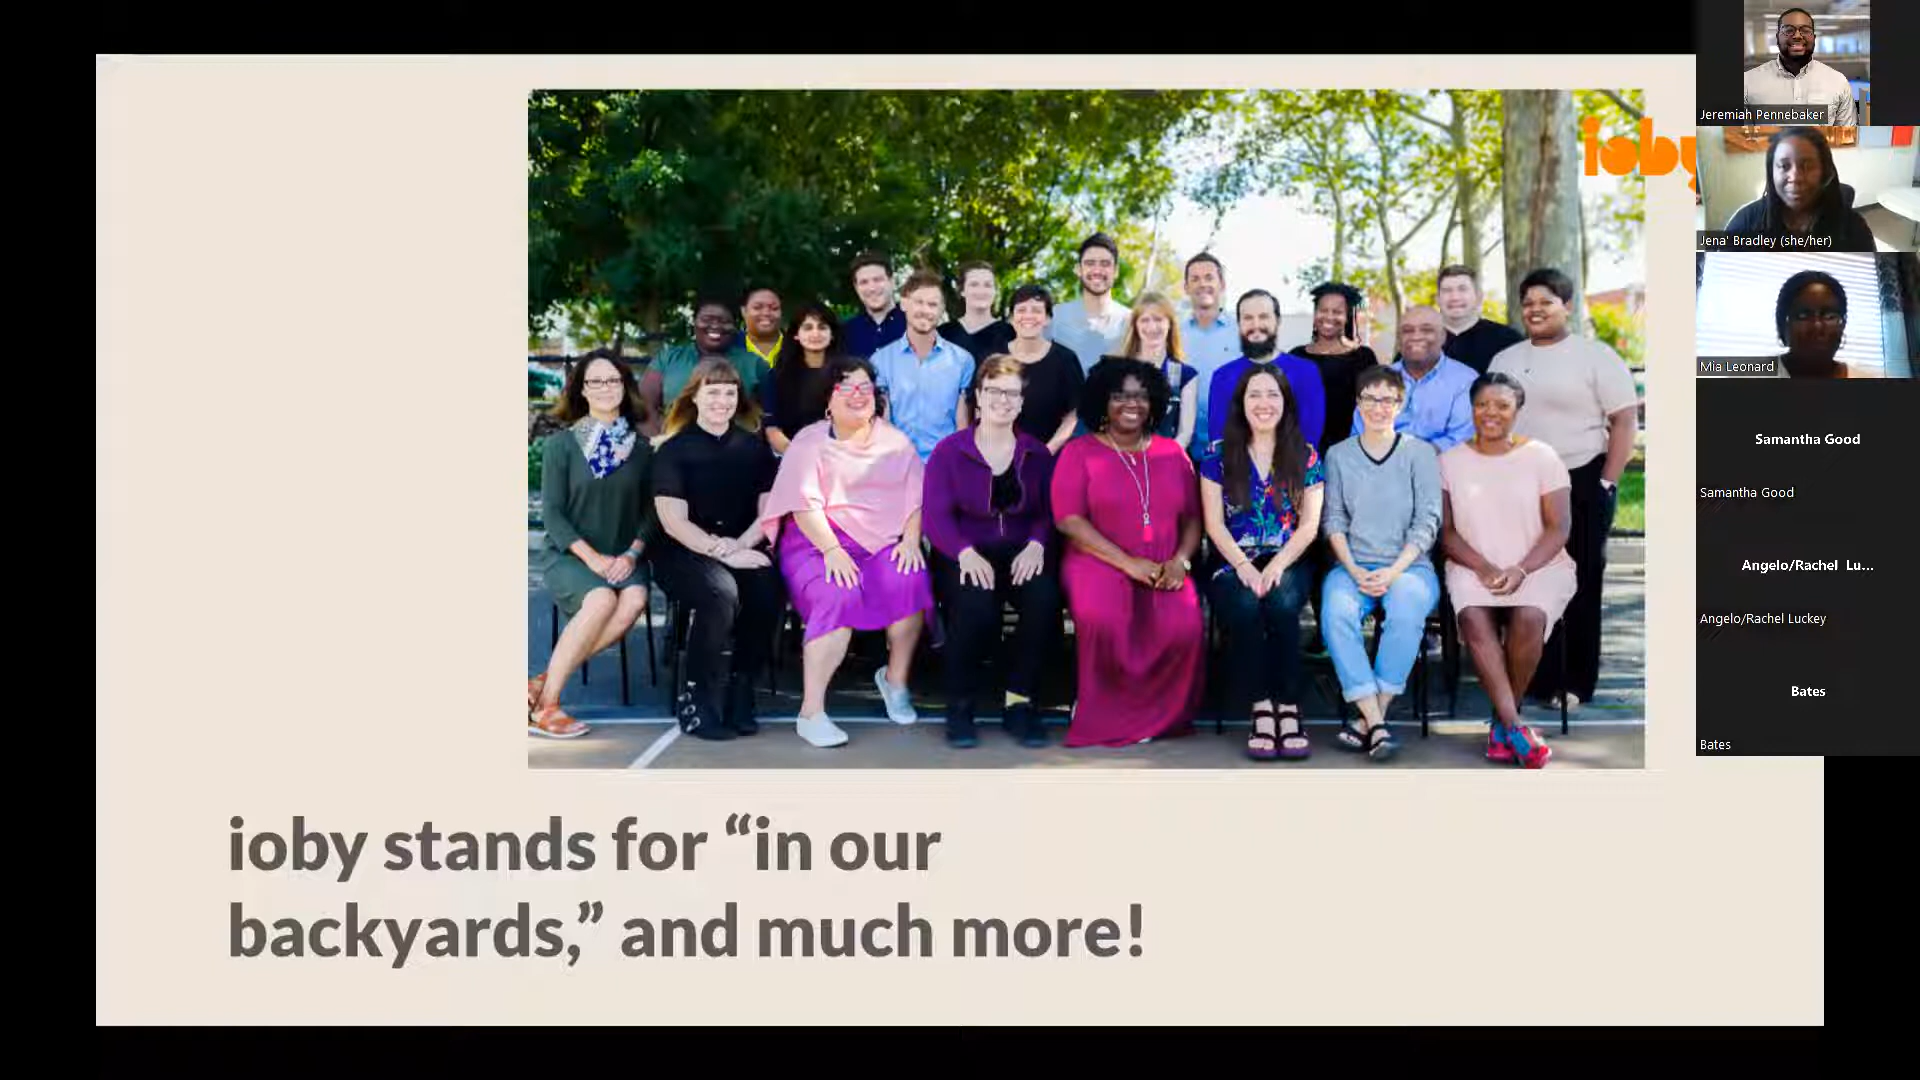 ioby
ioby stands for “in our
backyards,” and much more!
Jeremiah Pennebaker
Jena' Bradley (she/her)
Mia Leonard
Samantha Good
Samantha Good
Angelo/Rachel Lu...
Angelo/Rachel Luckey
Bates
Bates